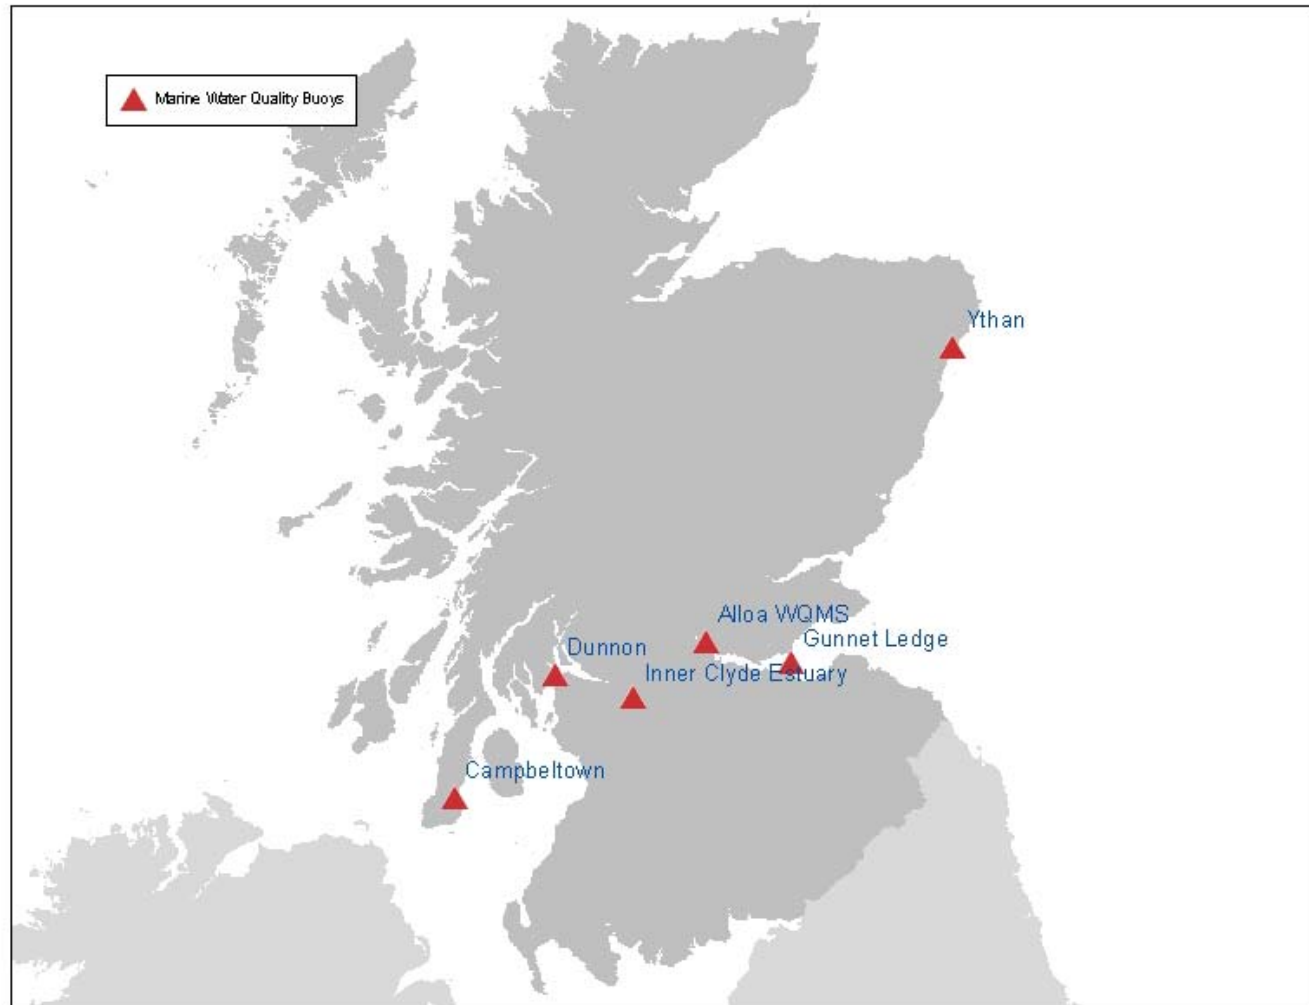 Marine Water Quality Buoys
Ythan
Alloa WQMS
Gunnet Ledge
Dunnon
Inner Clyde Estuary
Campbeltown